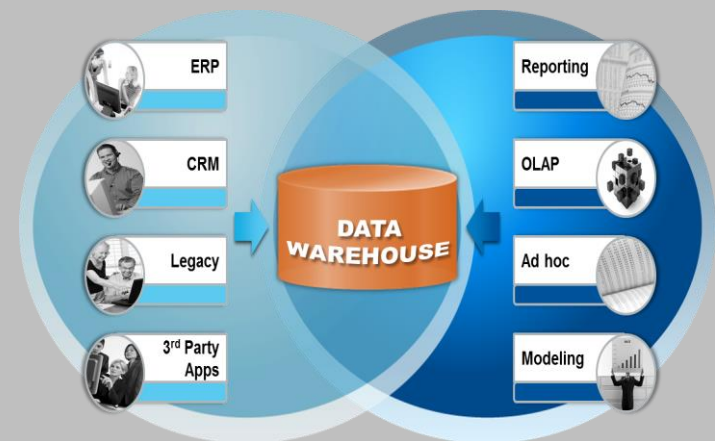 ERP
CRM
Legacy
3rd Party
Apps
DATA
WAREHOUSE
Reporting
OLAP
Ad hoc
Modeling